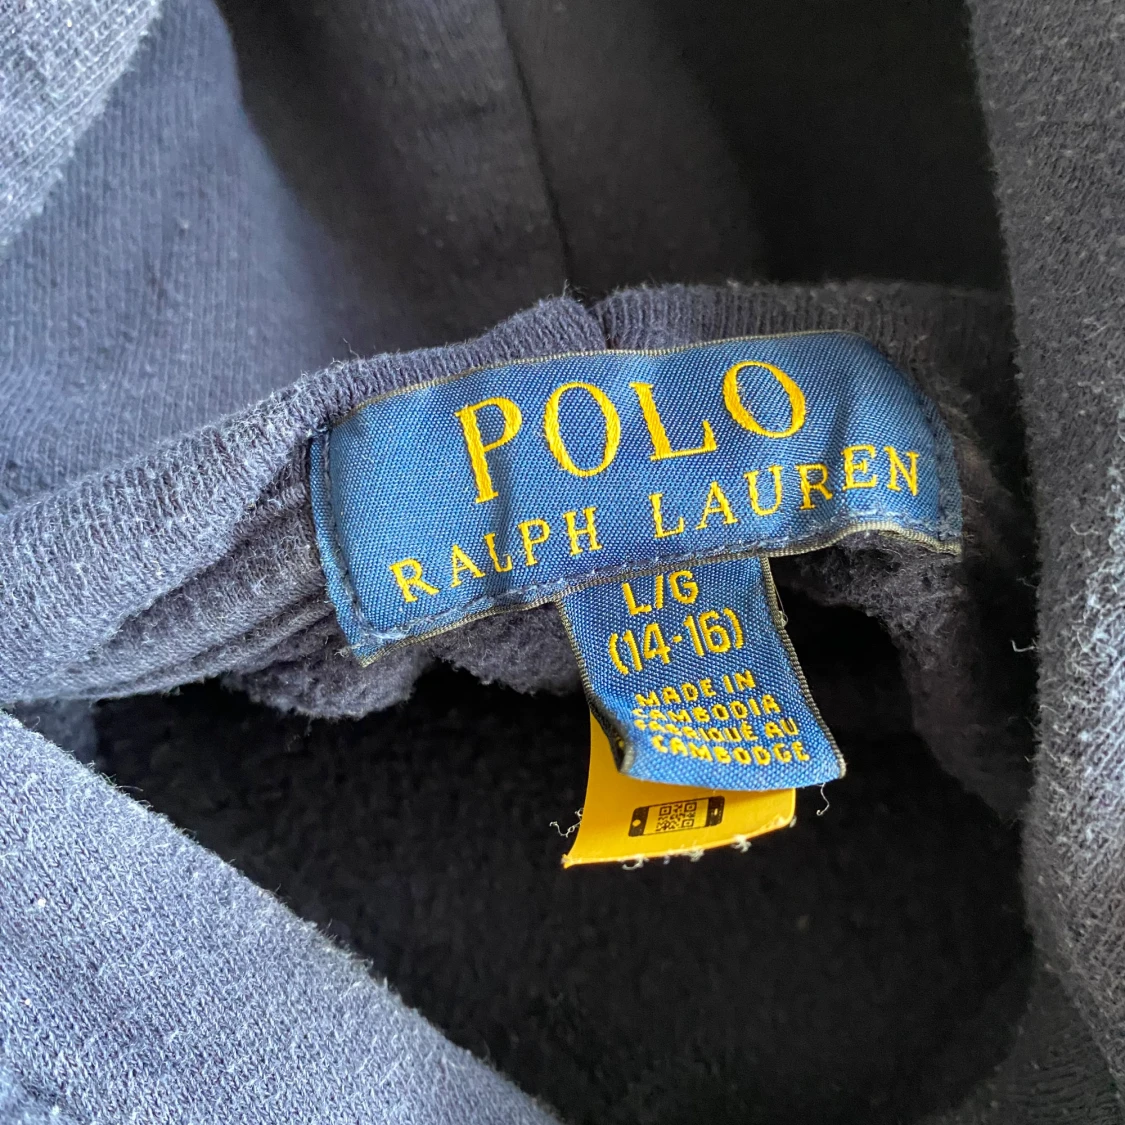 POLO
RALPH LAUREN
L/G
(14-16)
MADE IN
CAMBODIA
FABRIQUÉ AU
CAMBODGE